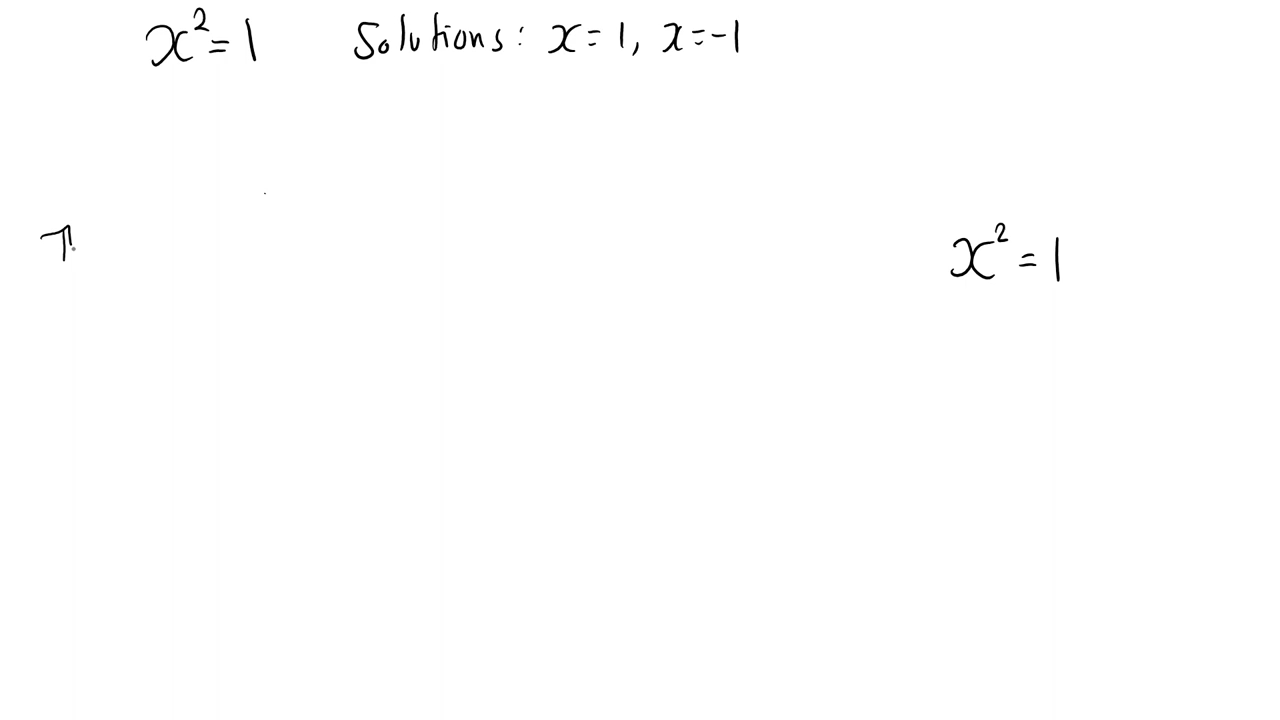 x² = 1 Solutions: x = 1, x = -1
x² = 1